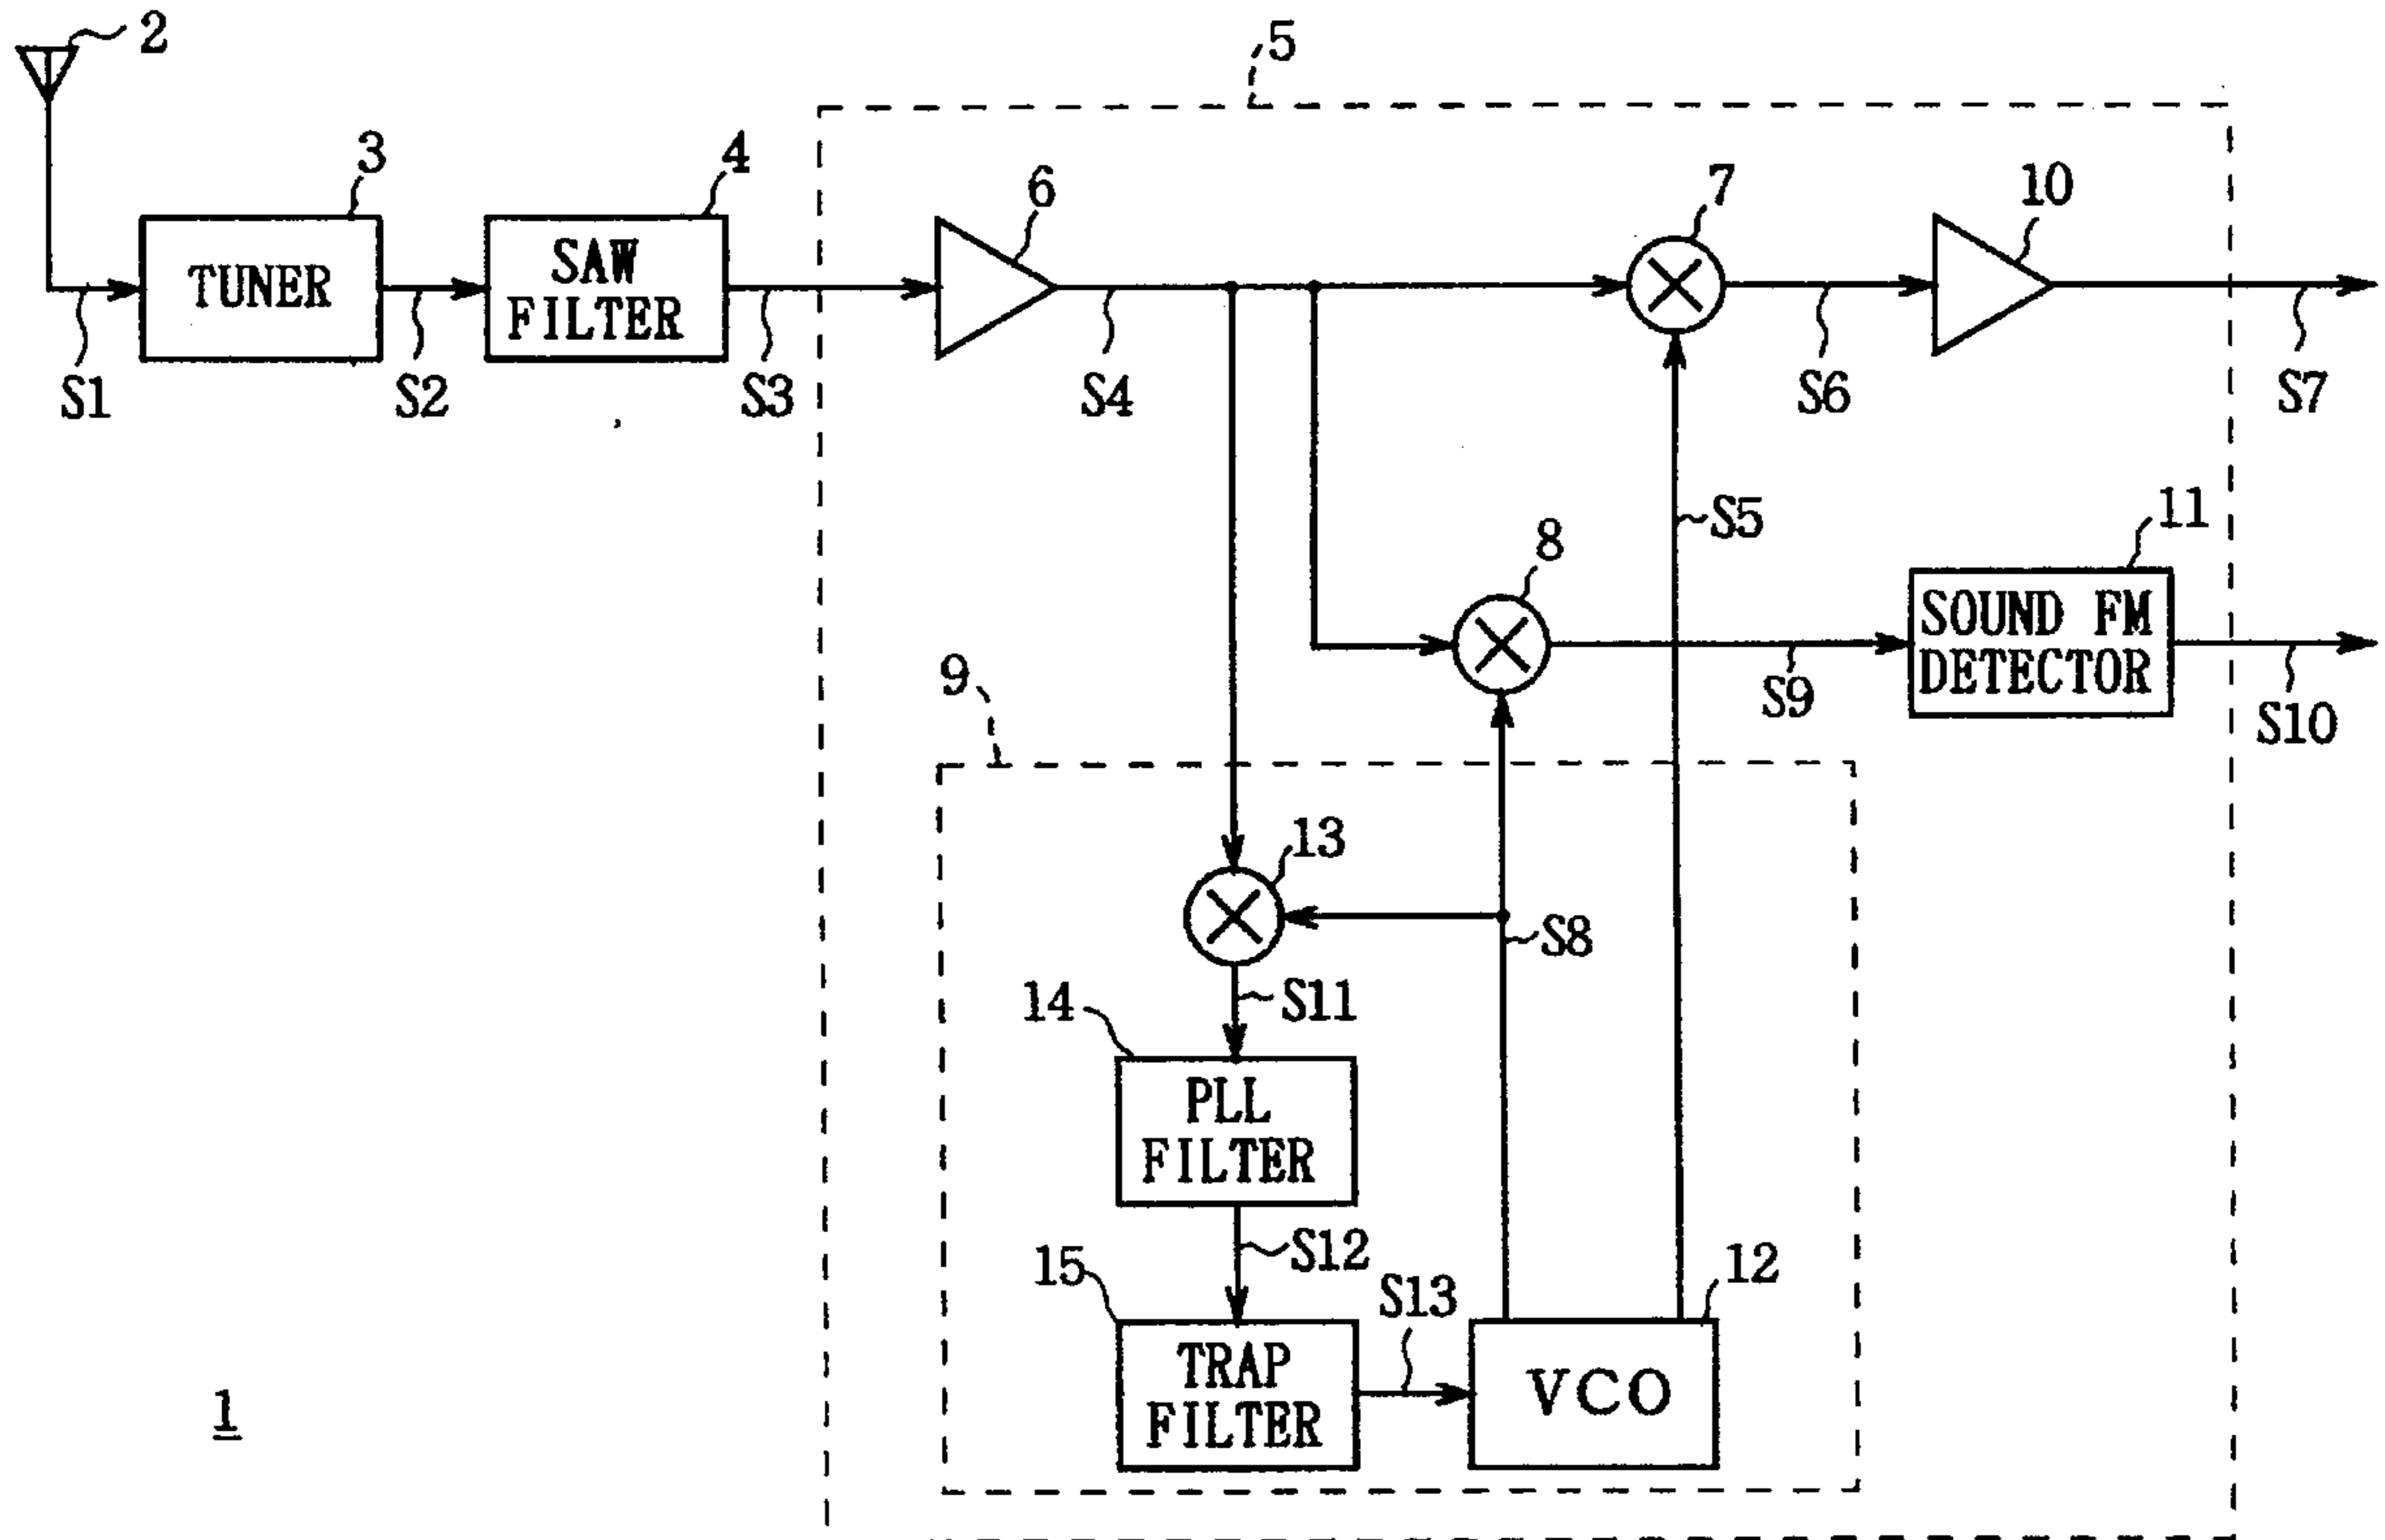 2
5
3
4
6
7
10
TUNER
SAW
FILTER
S1
S2
S3
S4
S6
S7
S5
8
11
SOUND FM
DETECTOR
S9
S10
9
13
S8
14
S11
PLL
FILTER
S12
15
S13
12
TRAP
FILTER
VCO
1